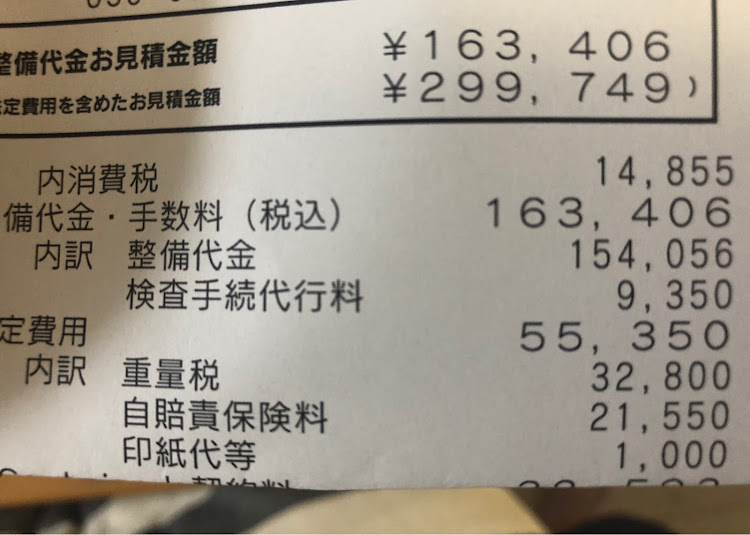 整備代金お見積金額 ¥163,406
定費用を含めたお見積金額 ¥299,749)
内消費税 14,855
備代金・手数料(税込) 163,406
内訳 整備代金 154,056
検査手続代行料 9,350
定費用 55,350
内訳 重量税 32,800
自賠責保険料 21,550
印紙代等 1,000